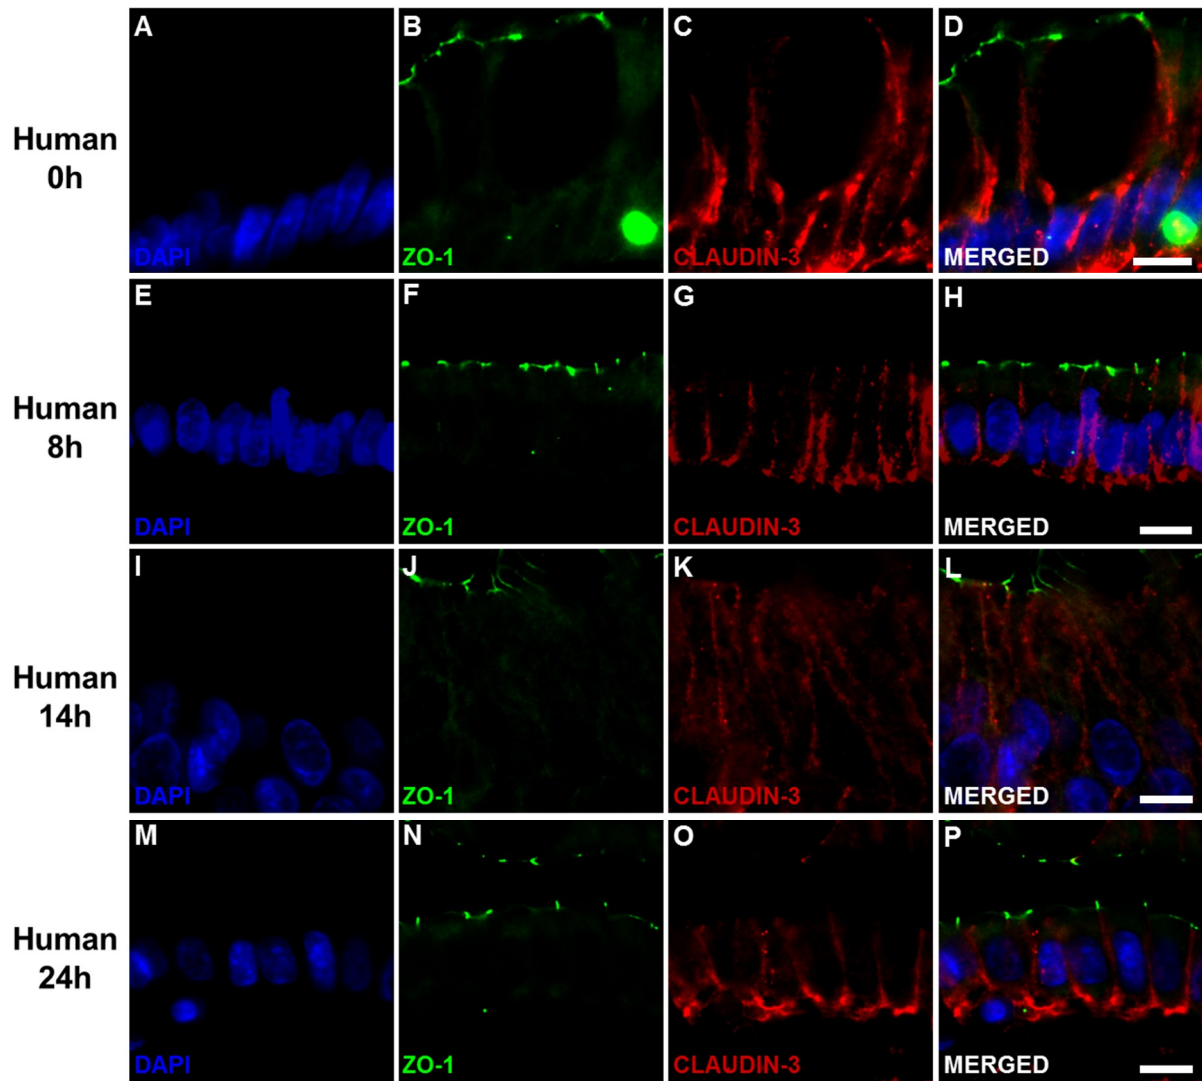 A
B
C
D
Human
0h
DAPI
ZO-1
CLAUDIN-3
MERGED
E
F
G
H
Human
8h
DAPI
ZO-1
CLAUDIN-3
MERGED
I
J
K
L
Human
14h
DAPI
ZO-1
CLAUDIN-3
MERGED
M
N
O
P
Human
24h
DAPI
ZO-1
CLAUDIN-3
MERGED